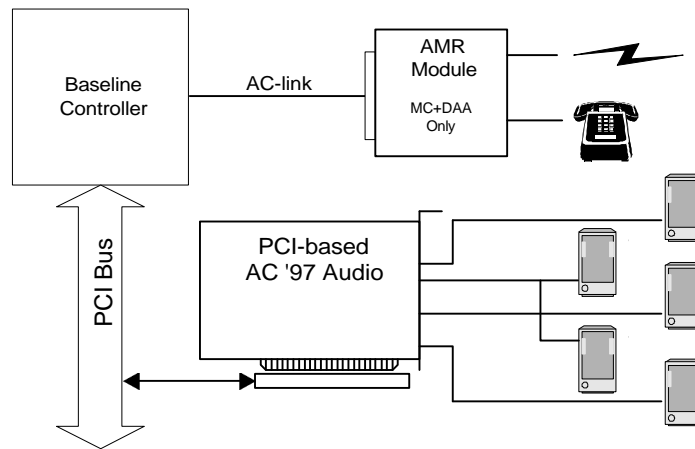 Baseline
Controller
AC-link
AMR
Module
MC+DAA
Only
PCI Bus
PCI-based
AC '97 Audio